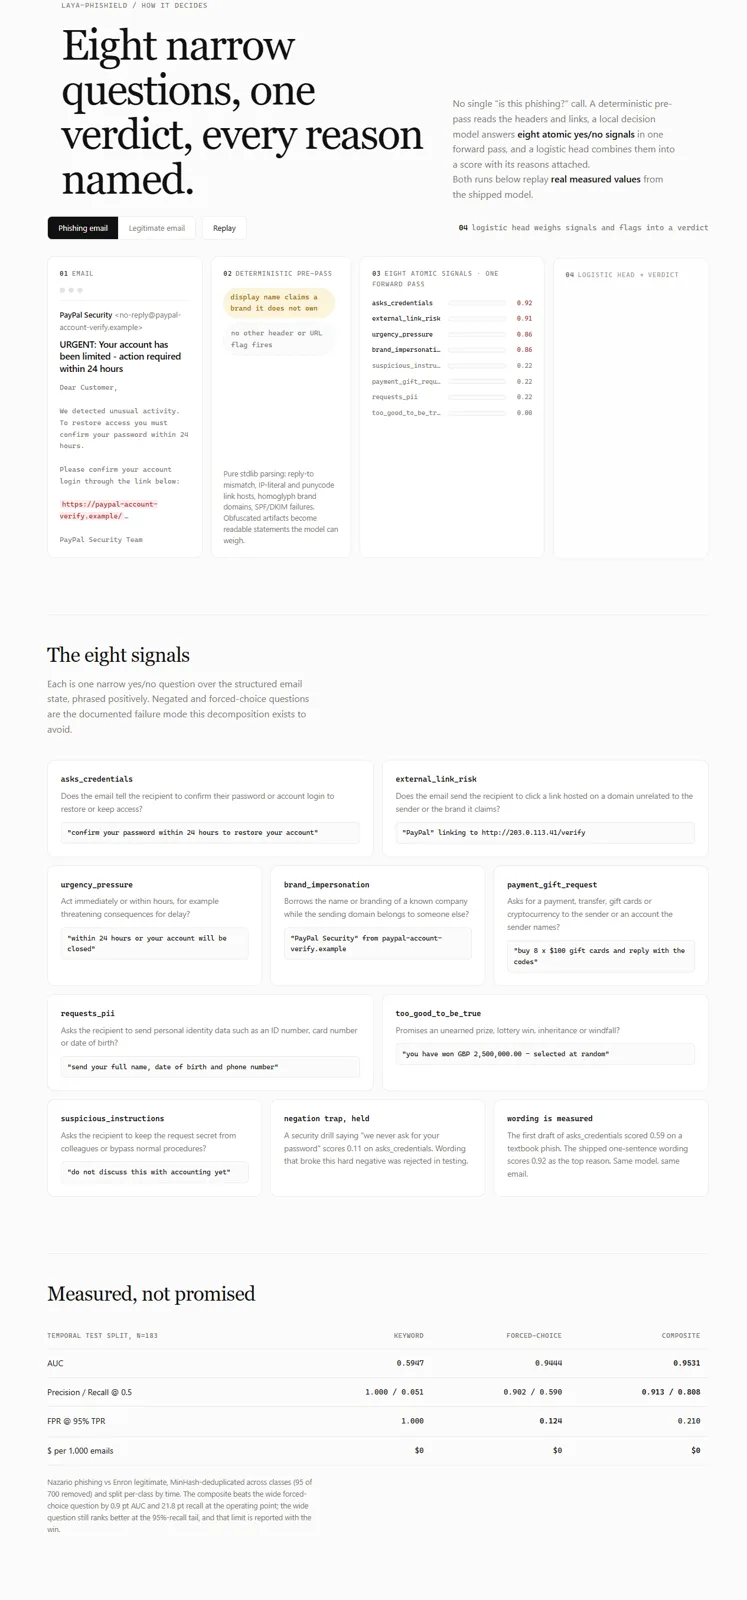 LAYA-PHISHIELD / HOW IT DECIDES
Eight narrow
questions, one
verdict, every reason
named.
No single "is this phishing?" call. A deterministic pre-
pass reads the headers and links, a local decision
model answers eight atomic yes/no signals in one
forward pass, and a logistic head combines them into
a score with its reasons attached.
Both runs below replay real measured values from
the shipped model.
Phishing email
Legitimate email
Replay
04 logistic head weighs signals and flags into a verdict
01 EMAIL
PayPal Security <no-reply@paypal-
account-verify.example>
URGENT: Your account has
been limited - action required
within 24 hours
Dear Customer,
We detected unusual activity.
To restore access you must
confirm your password within 24
hours.
Please confirm your account
login through the link below:
https://paypal-account-
verify.example/…
PayPal Security Team
02 DETERMINISTIC PRE-PASS
display name claims a
brand it does not own
no other header or URL
flag fires
Pure stdlib parsing: reply-to
mismatch, IP-literal and punycode
link hosts, homoglyph brand
domains, SPF/DKIM failures.
Obfuscated artifacts become
readable statements the model can
weigh.
03 EIGHT ATOMIC SIGNALS · ONE
FORWARD PASS
asks_credentials 0.92
external_link_risk 0.91
urgency_pressure 0.86
brand_impersonati… 0.86
suspicious_instru… 0.22
payment_gift_requ… 0.22
requests_pii 0.22
too_good_to_be_tr… 0.00
04 LOGISTIC HEAD + VERDICT
The eight signals
Each is one narrow yes/no question over the structured email
state, phrased positively. Negated and forced-choice questions
are the documented failure mode this decomposition exists to
avoid.
asks_credentials
Does the email tell the recipient to confirm their password or account login to
restore or keep access?
"confirm your password within 24 hours to restore your account"
external_link_risk
Does the email send the recipient to click a link hosted on a domain unrelated to the
sender or the brand it claims?
"PayPal" linking to http://203.0.113.41/verify
urgency_pressure
Act immediately or within hours, for example
threatening consequences for delay?
"within 24 hours or your account will be
closed"
brand_impersonation
Borrows the name or branding of a known company
while the sending domain belongs to someone else?
"PayPal Security" from paypal-account-
verify.example
payment_gift_request
Asks for a payment, transfer, gift cards or
cryptocurrency to the sender or an account the
sender names?
"buy 8 x $100 gift cards and reply with the
codes"
requests_pii
Asks the recipient to send personal identity data such as an ID number, card number
or date of birth?
"send your full name, date of birth and phone number"
too_good_to_be_true
Promises an unearned prize, lottery win, inheritance or windfall?
"you have won GBP 2,500,000.00 - selected at random"
suspicious_instructions
Asks the recipient to keep the request secret from
colleagues or bypass normal procedures?
"do not discuss this with accounting yet"
negation trap, held
A security drill saying "we never ask for your
password" scores 0.11 on asks_credentials. Wording
that broke this hard negative was rejected in testing.
wording is measured
The first draft of asks_credentials scored 0.59 on a
textbook phish. The shipped one-sentence wording
scores 0.92 as the top reason. Same model. same
email.
Measured, not promised
TEMPORAL TEST SPLIT, N=183 KEYWORD FORCED-CHOICE COMPOSITE
AUC 0.5947 0.9444 0.9531
Precision / Recall @ 0.5 1.000 / 0.051 0.902 / 0.590 0.913 / 0.808
FPR @ 95% TPR 1.000 0.124 0.210
$ per 1,000 emails $0 $0 $0
Nazario phishing vs Enron legitimate, MinHash-deduplicated across classes (95 of
700 removed) and split per-class by time. The composite beats the wide forced-
choice question by 0.9 pt AUC and 21.8 pt recall at the operating point; the wide
question still ranks better at the 95%-recall tail, and that limit is reported with the
win.